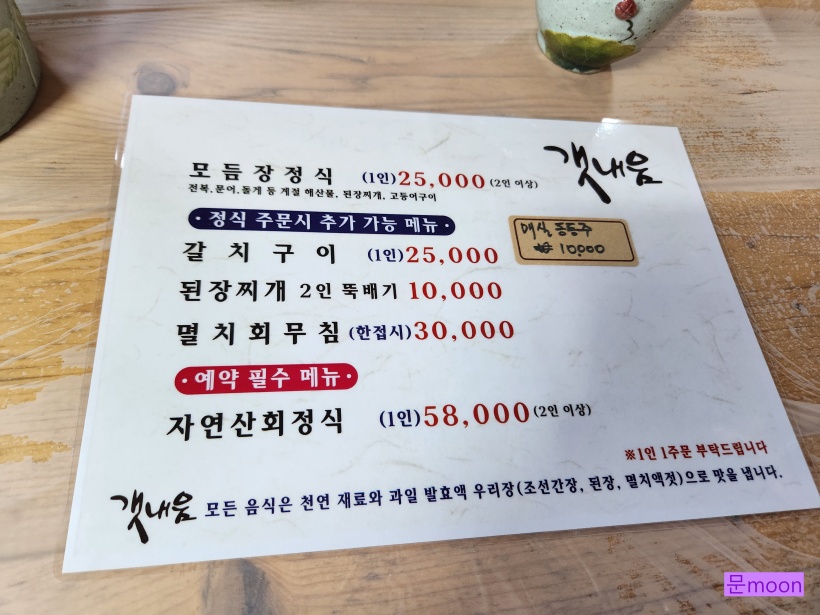 갯내음
모듬장정식 (1인)25,000 (2인 이상)
전복,문어,돌게 등 계절 해산물, 된장찌개, 고등어구이
·정식 주문시 추가 가능 메뉴·
매실동동주
₩ 10,000
갈치구이 (1인)25,000
된장찌개 2인 뚝배기 10,000
멸치회무침 (한접시)30,000
·예약 필수 메뉴·
자연산회정식 (1인)58,000 (2인 이상)
※1인 1주문 부탁드립니다
갯내음 모든 음식은 천연 재료와 과일 발효액 우리장(조선간장, 된장, 멸치액젓)으로 맛을 냅니다.
문moon